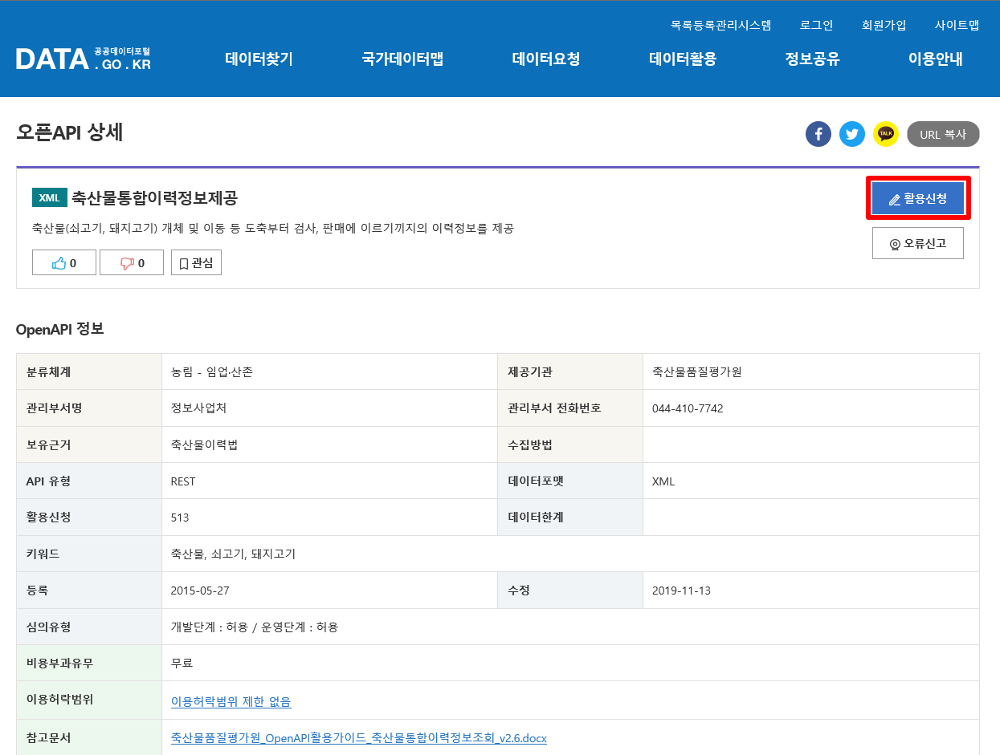 목록등록관리시스템 로그인 회원가입 사이트맵
DATA 공공데이터포털 .GO.KR
데이터찾기 국가데이터맵 데이터요청 데이터활용 정보공유 이용안내
오픈API 상세
f TALK URL 복사
XML 축산물통합이력정보제공
활용신청
축산물(쇠고기, 돼지고기) 개체 및 이동 등 도축부터 검사, 판매에 이르기끼지의 이력정보를 제공
오류신고
0 0 관심
OpenAPI 정보
분류체계 농림 - 임업·산촌 제공기관 축산물품질평가원
관리부서명 정보사업처 관리부서 전화번호 044-410-7742
보유근거 축산물이력법 수집방법
API 유형 REST 데이터포맷 XML
활용신청 513 데이터한계
키워드 축산물, 쇠고기, 돼지고기
등록 2015-05-27 수정 2019-11-13
심의유형 개발단계 : 허용 / 운영단계 : 허용
비용부과유무 무료
이용허락범위 이용허락범위 제한 없음
참고문서 축산물품질평가원_OpenAPI활용가이드_축산물통합이력정보조회_v2.6.docx